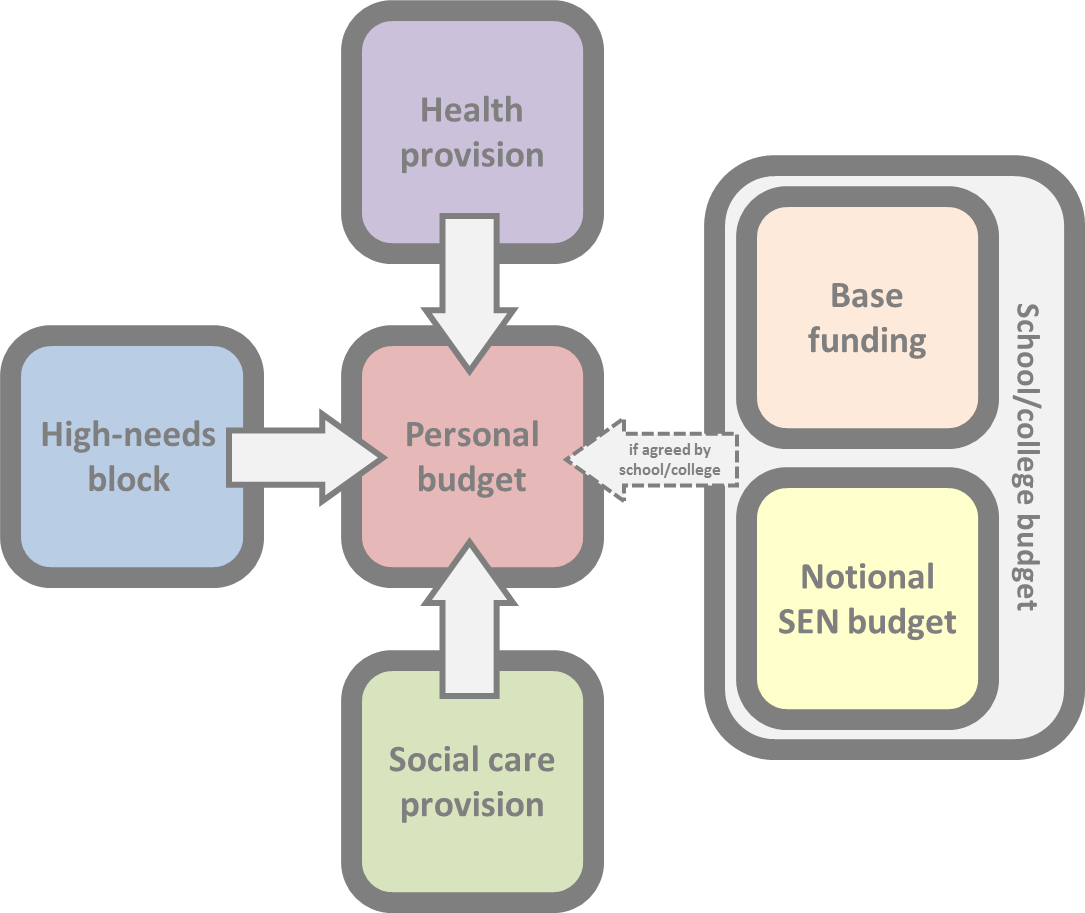 Health
provision
High-needs
block
Personal
budget
if agreed by
school/college
Social care
provision
Base
funding
Notional
SEN budget
School/college budget